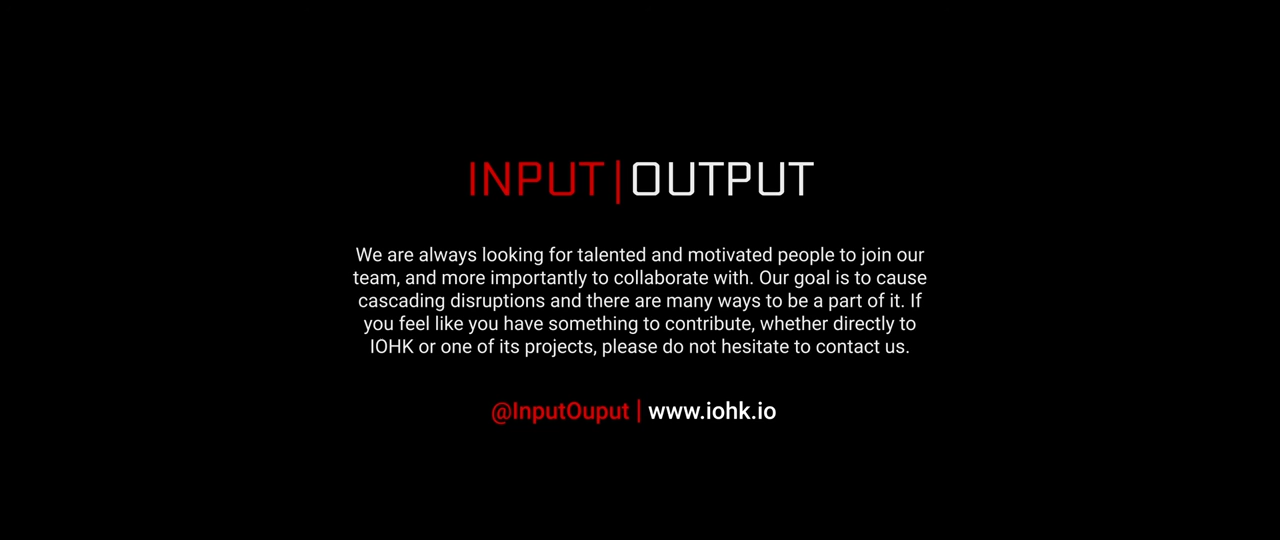 INPUT|OUTPUT
We are always looking for talented and motivated people to join our
team, and more importantly to collaborate with. Our goal is to cause
cascading disruptions and there are many ways to be a part of it. If
you feel like you have something to contribute, whether directly to
IOHK or one of its projects, please do not hesitate to contact us.
@InputOuput | www.iohk.io